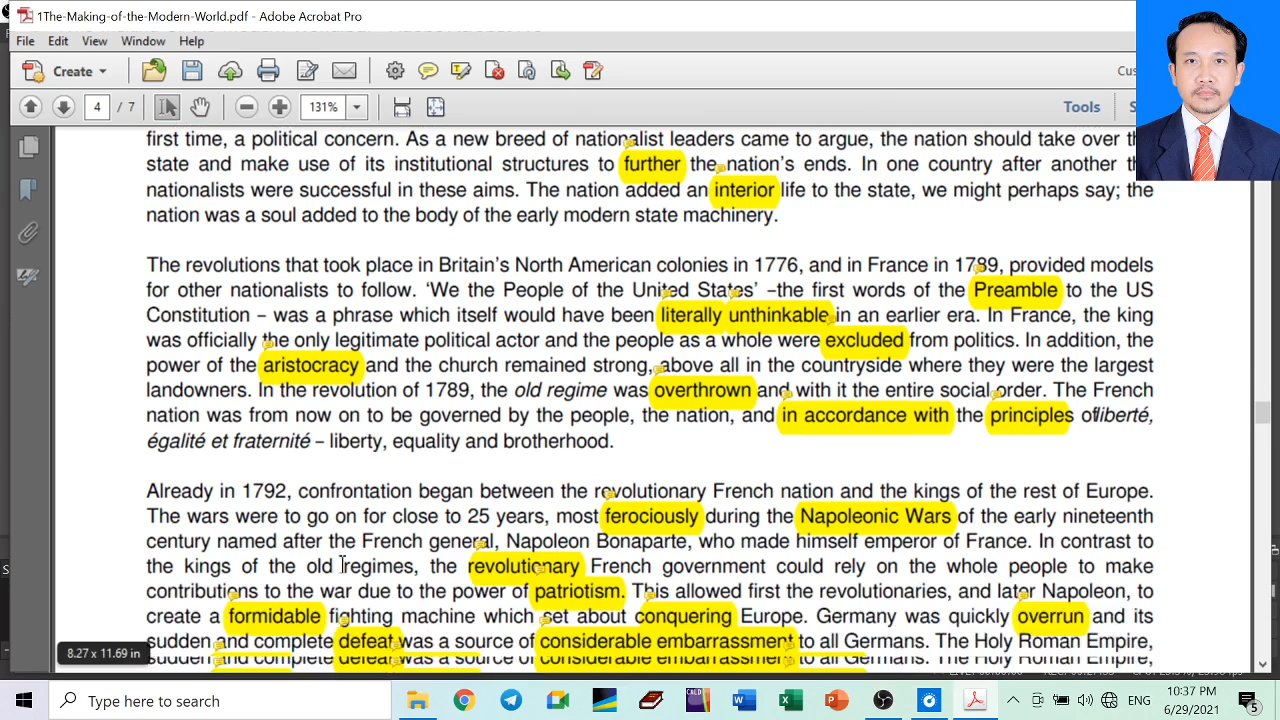 1The-Making-of-the-Modern-World.pdf - Adobe Acrobat Pro
File Edit View Window Help
Create
4 / 7 131% Tools
first time, a political concern. As a new breed of nationalist leaders came to argue, the nation should take over
state and make use of its institutional structures to further the nation's ends. In one country after another
nationalists were successful in these aims. The nation added an interior life to the state, we might perhaps say; the
nation was a soul added to the body of the early modern state machinery.
The revolutions that took place in Britain's North American colonies in 1776, and in France in 1789, provided models
for other nationalists to follow. 'We the People of the United States' –the first words of the Preamble to the US
Constitution – was a phrase which itself would have been literally unthinkable in an earlier era. In France, the king
was officially the only legitimate political actor and the people as a whole were excluded from politics. In addition, the
power of the aristocracy and the church remained strong, above all in the countryside where they were the largest
landowners. In the revolution of 1789, the old regime was overthrown and with it the entire social order. The French
nation was from now on to be governed by the people, the nation, and in accordance with the principles of liberté,
égalité et fraternité – liberty, equality and brotherhood.
Already in 1792, confrontation began between the revolutionary French nation and the kings of the rest of Europe.
The wars were to go on for close to 25 years, most ferociously during the Napoleonic Wars of the early nineteenth
century named after the French general, Napoleon Bonaparte, who made himself emperor of France. In contrast to
the kings of the old regimes, the revolutionary French government could rely on the whole people to make
contributions to the war due to the power of patriotism. This allowed first the revolutionaries, and later Napoleon, to
create a formidable fighting machine which set about conquering Europe. Germany was quickly overrun and its
sudden and complete defeat was a source of considerable embarrassment to all Germans. The Holy Roman Empire,
sudden and complete defeat was a source of considerable embarrassment to all Germans. The Holy Roman Empire,
8.27 x 11.69 in
Type here to search
ENG
10:37 PM
6/29/2021
5